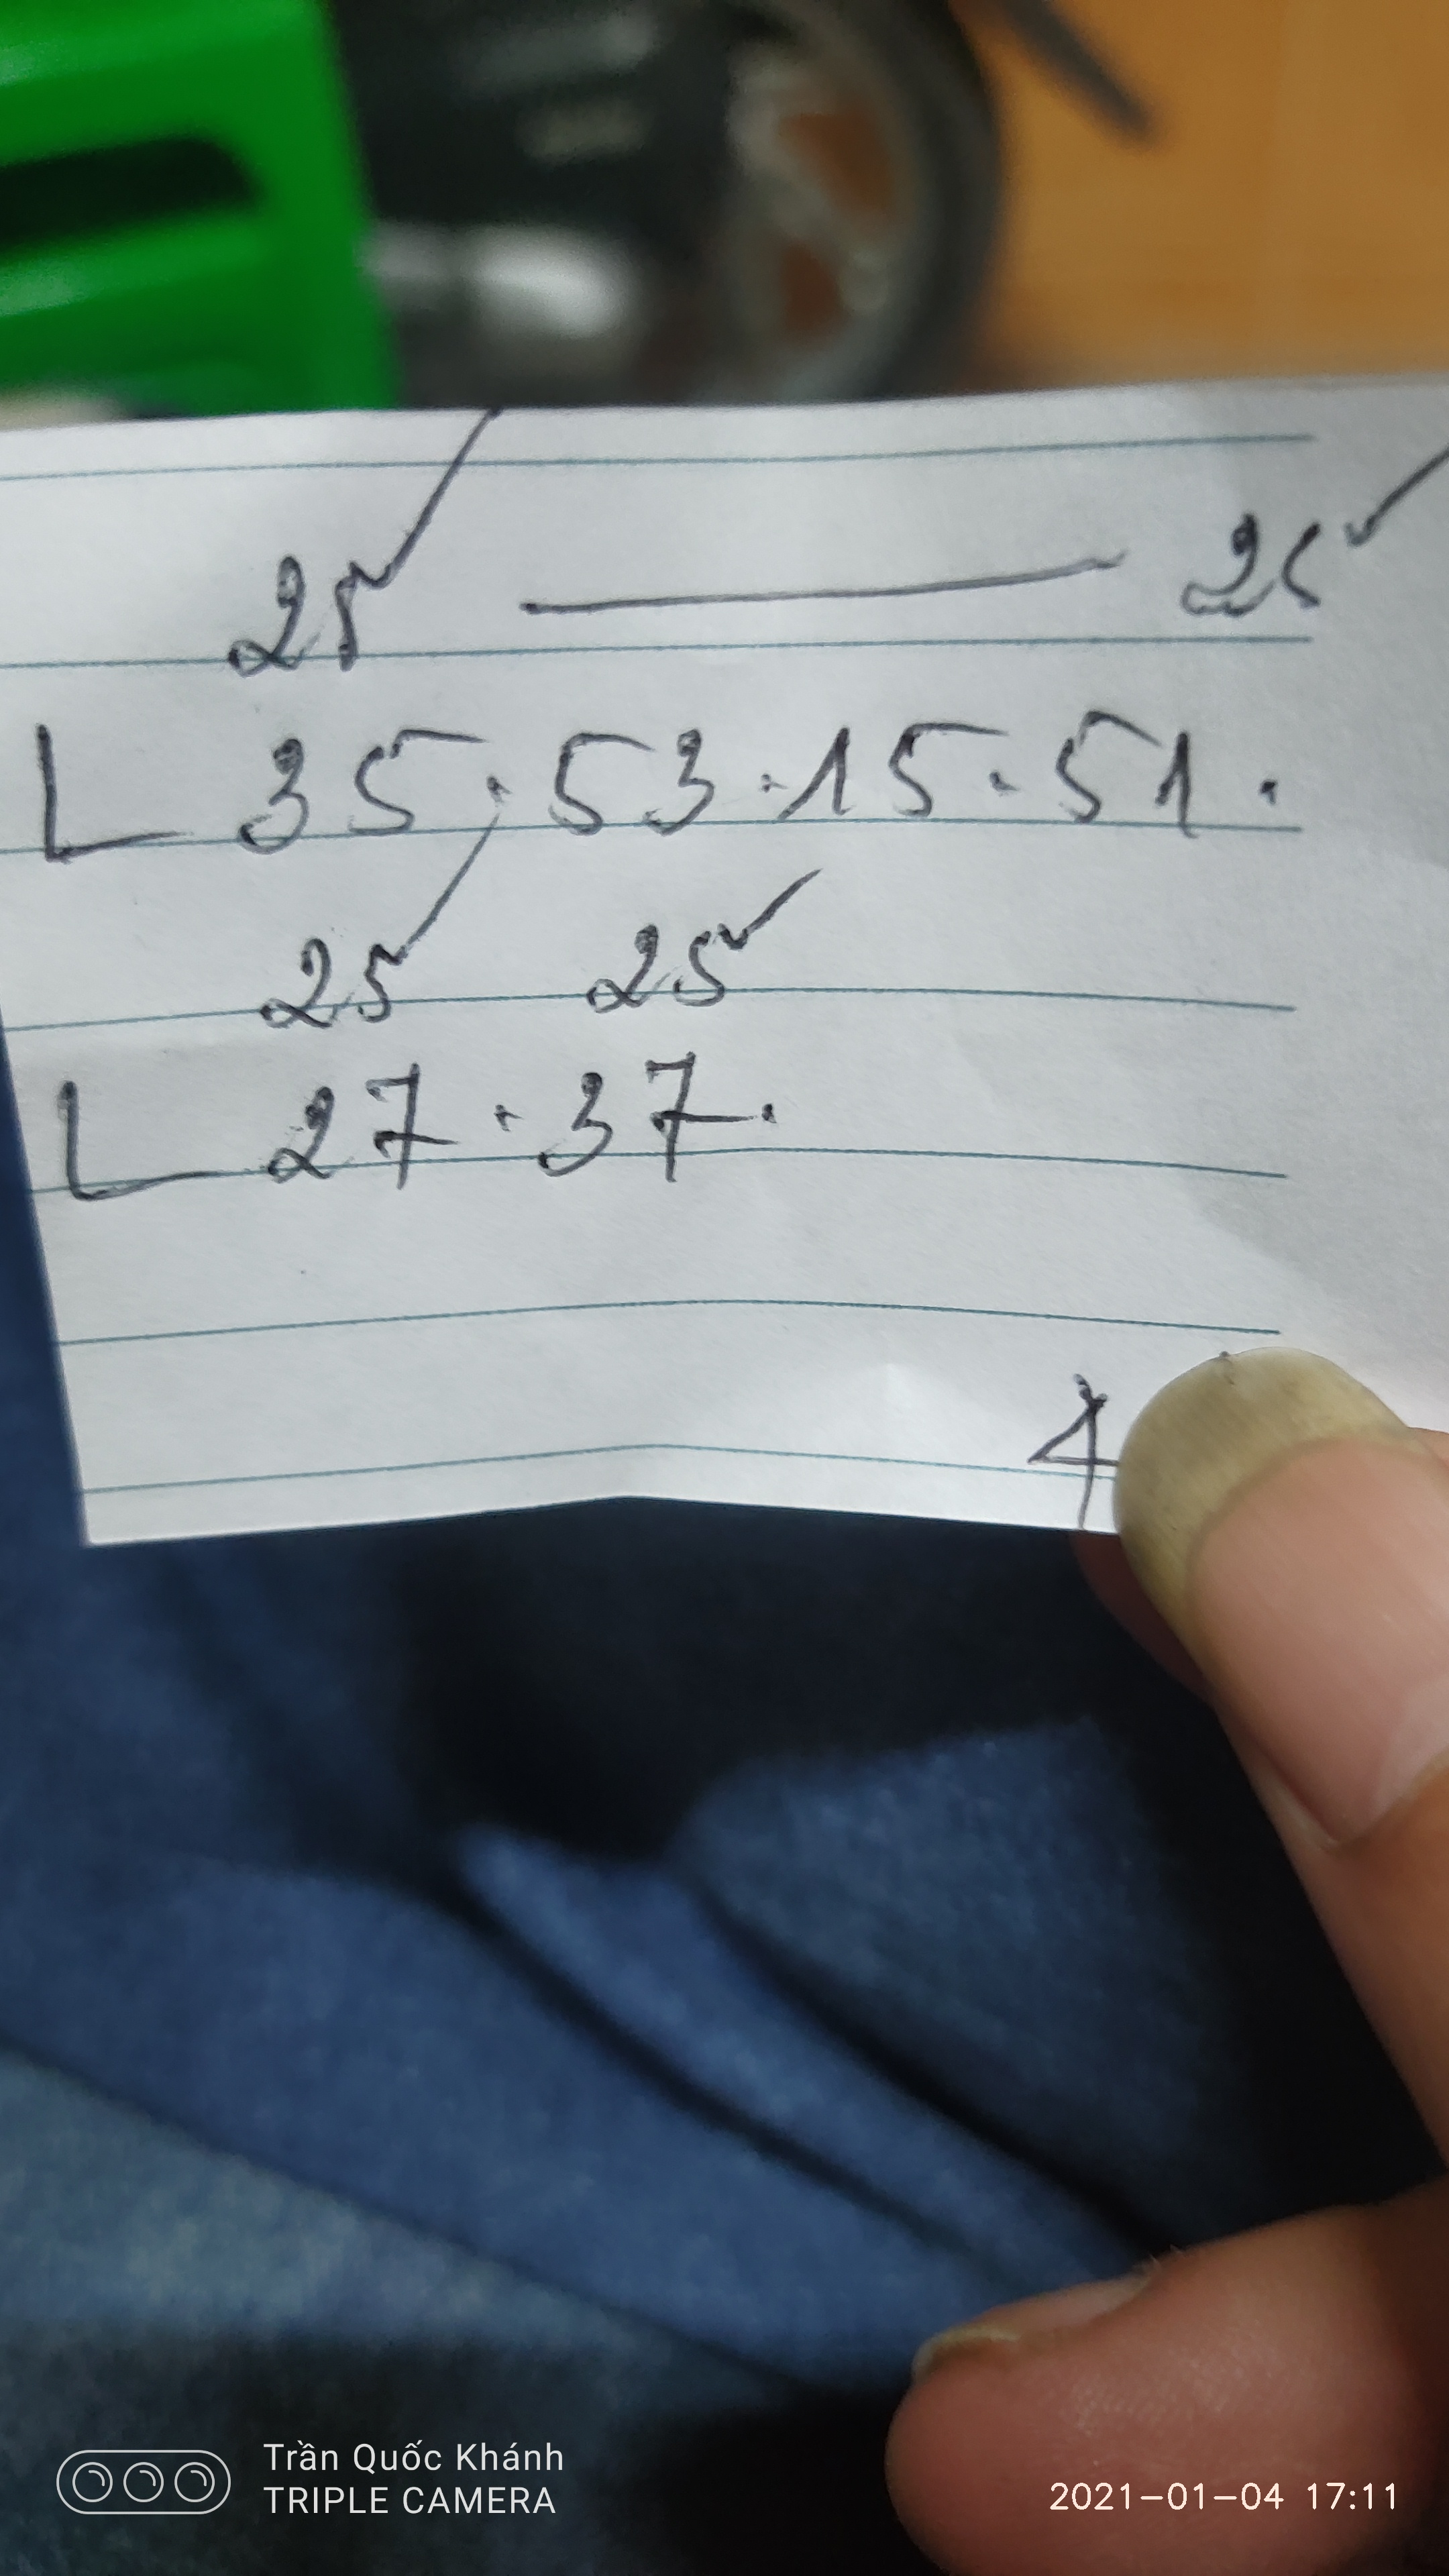 25 — 25
L 35 · 53 · 15 · 51 .
25 25
L 27 · 37 .
4
Trần Quốc Khánh
TRIPLE CAMERA
2021-01-04 17:11